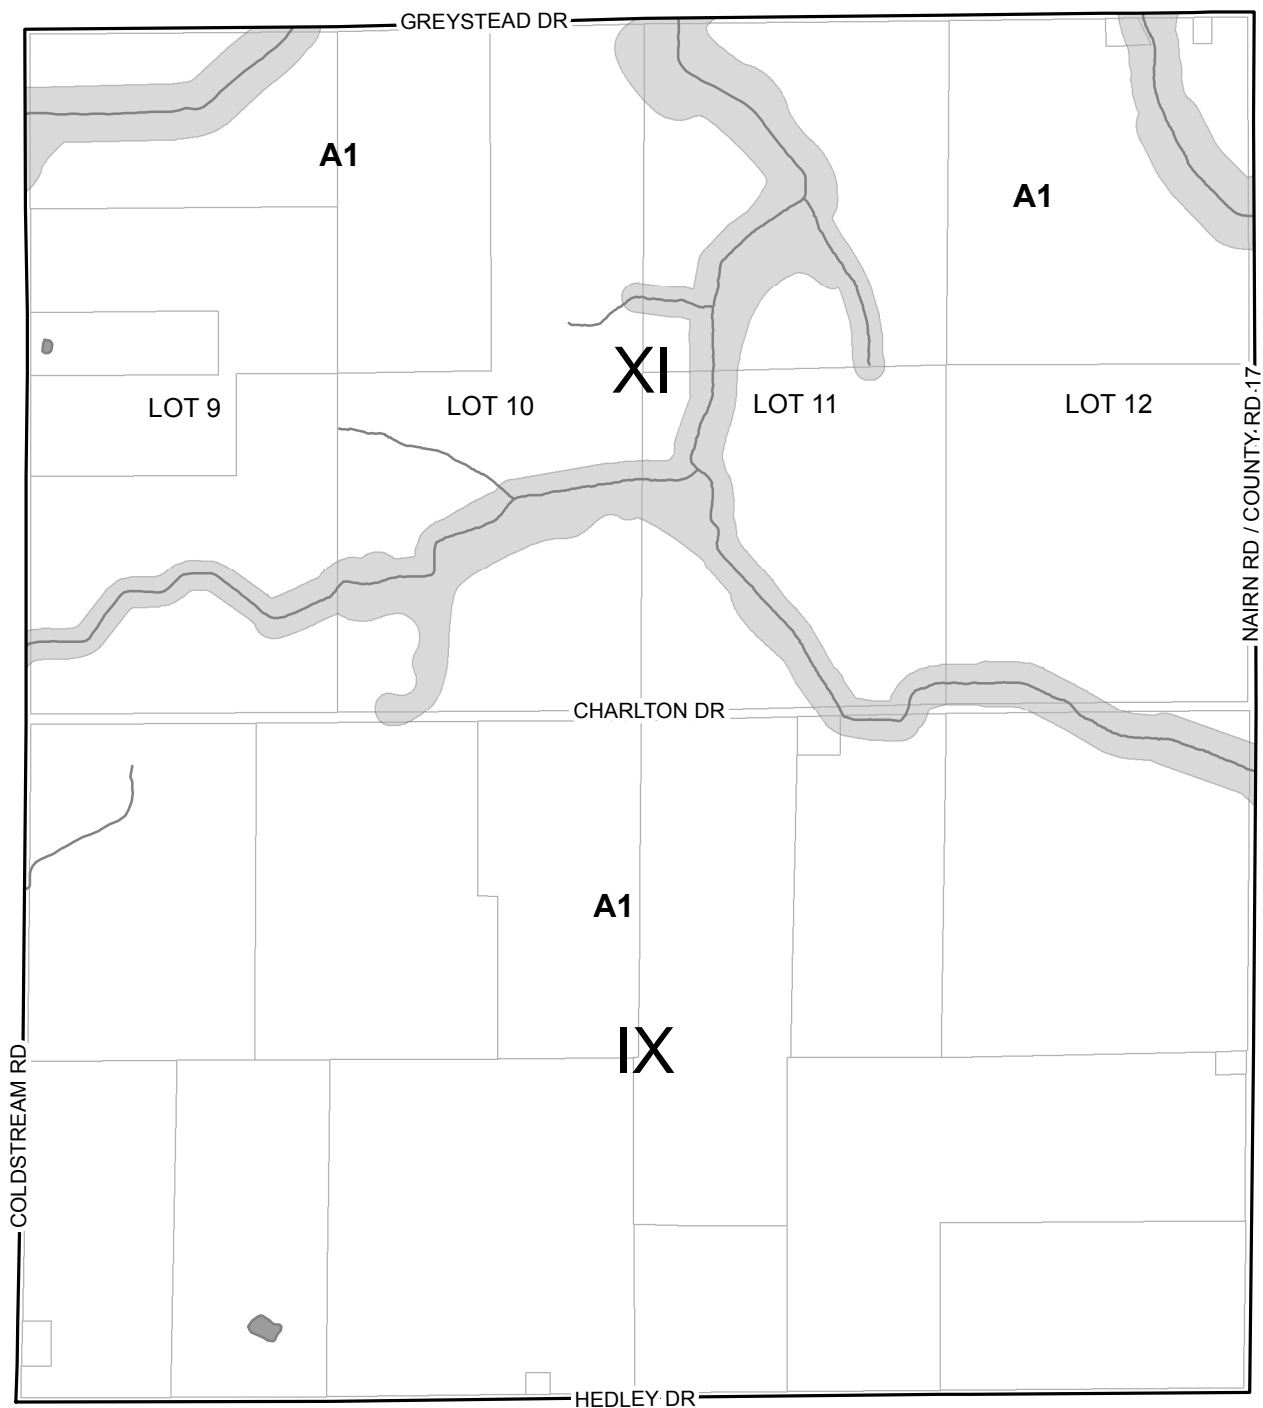 GREYSTEAD DR
A1
A1
XI
LOT 9
LOT 10
LOT 11
LOT 12
NAIRN RD / COUNTY RD 17
CHARLTON DR
A1
IX
COLDSTREAM RD
HEDLEY DR